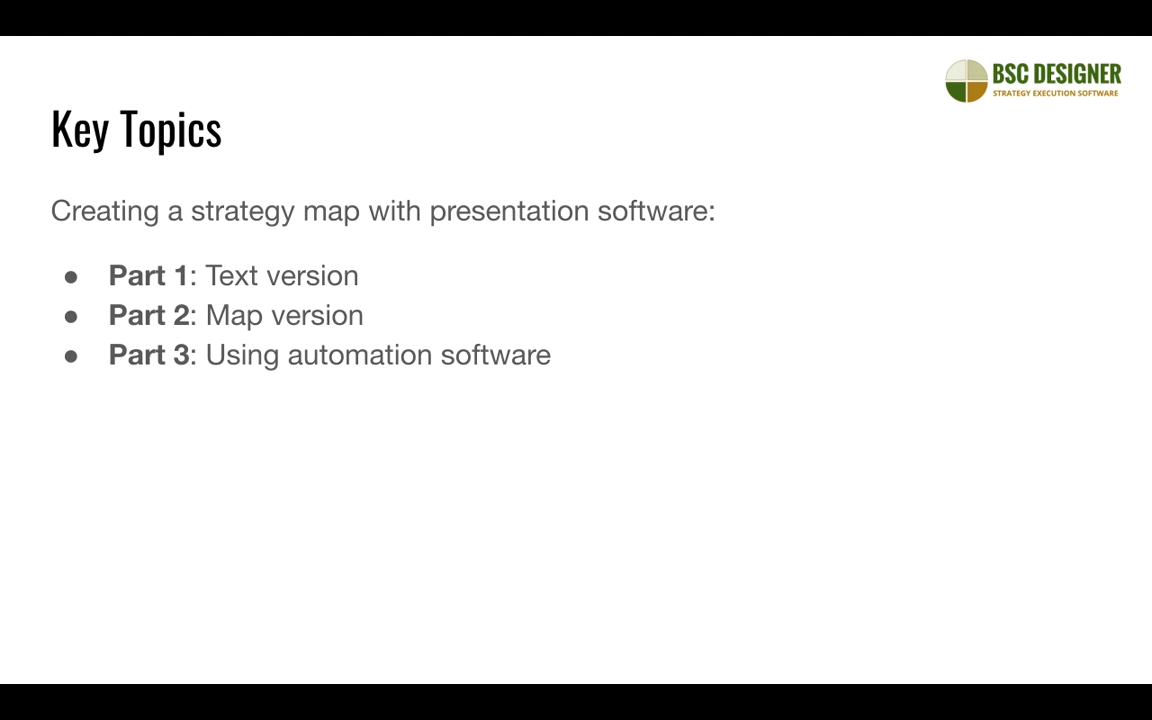 BSC DESIGNER
STRATEGY EXECUTION SOFTWARE
Key Topics
Creating a strategy map with presentation software:
● Part 1: Text version
● Part 2: Map version
● Part 3: Using automation software